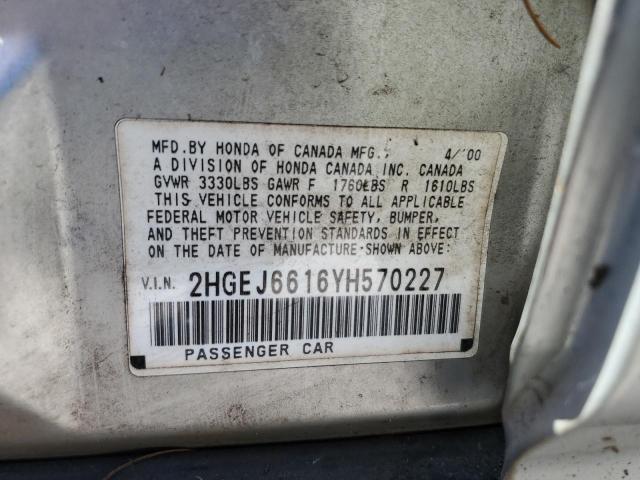 MFD.BY HONDA OF CANADA MFG., 4/'00
A DIVISION OF HONDA CANADA INC. CANADA
GVWR 3330LBS GAWR F 1760LBS R 1610LBS
THIS VEHICLE CONFORMS TO ALL APPLICABLE
FEDERAL MOTOR VEHICLE SAFETY, BUMPER,
AND THEFT PREVENTION STANDARDS IN EFFECT
ON THE DATE OF MANUFACTURE SHOWN ABOVE:
V.I.N. 2HGEJ6616YH570227
PASSENGER CAR